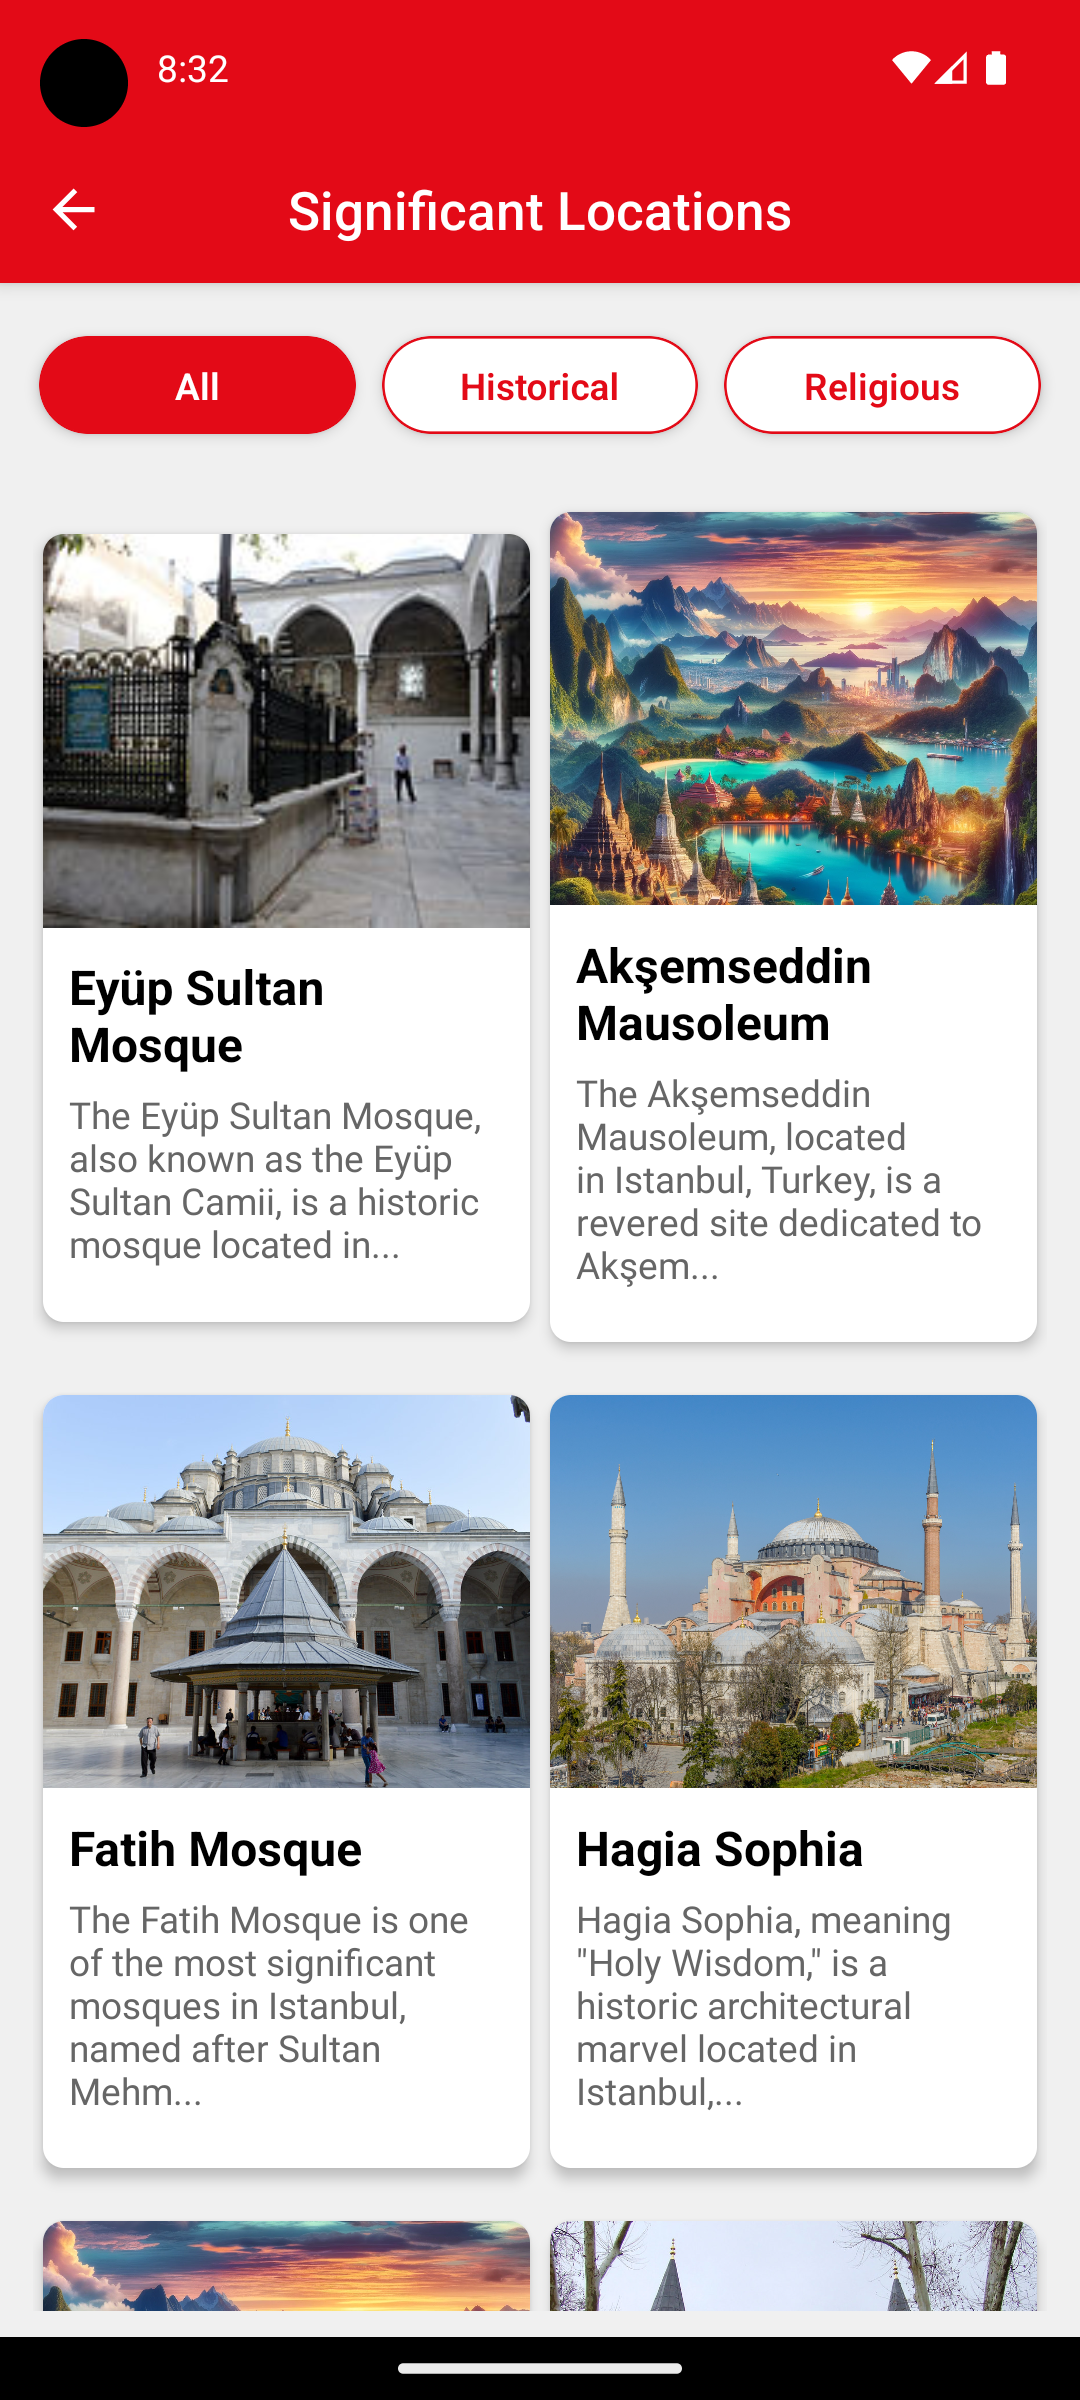 8:32
Significant Locations
All
Historical
Religious
Eyüp Sultan
Mosque
The Eyüp Sultan Mosque,
also known as the Eyüp
Sultan Camii, is a historic
mosque located in...
Akşemseddin
Mausoleum
The Akşemseddin
Mausoleum, located
in Istanbul, Turkey, is a
revered site dedicated to
Akşem...
Fatih Mosque
The Fatih Mosque is one
of the most significant
mosques in Istanbul,
named after Sultan
Mehm...
Hagia Sophia
Hagia Sophia, meaning
"Holy Wisdom," is a
historic architectural
marvel located in
Istanbul,...